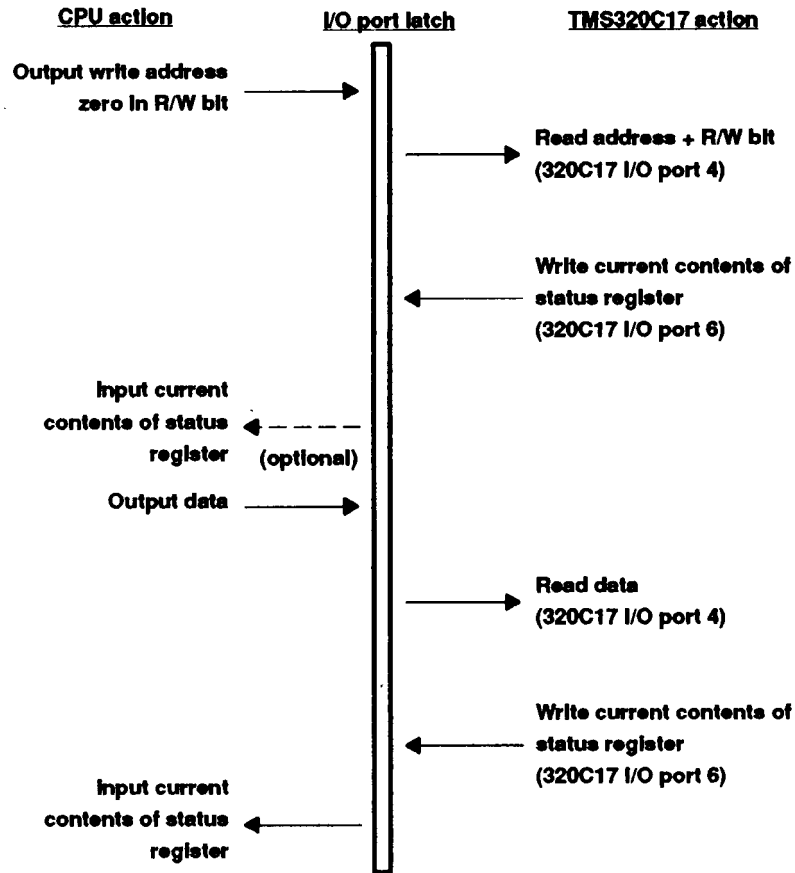 CPU action
I/O port latch
TMS320C17 action
Output write address
zero in R/W bit
Read address + R/W bit
(320C17 I/O port 4)
Write current contents of
status register
(320C17 I/O port 6)
Input current
contents of status
register
(optional)
Output data
Read data
(320C17 I/O port 4)
Write current contents of
status register
(320C17 I/O port 6)
Input current
contents of status
register